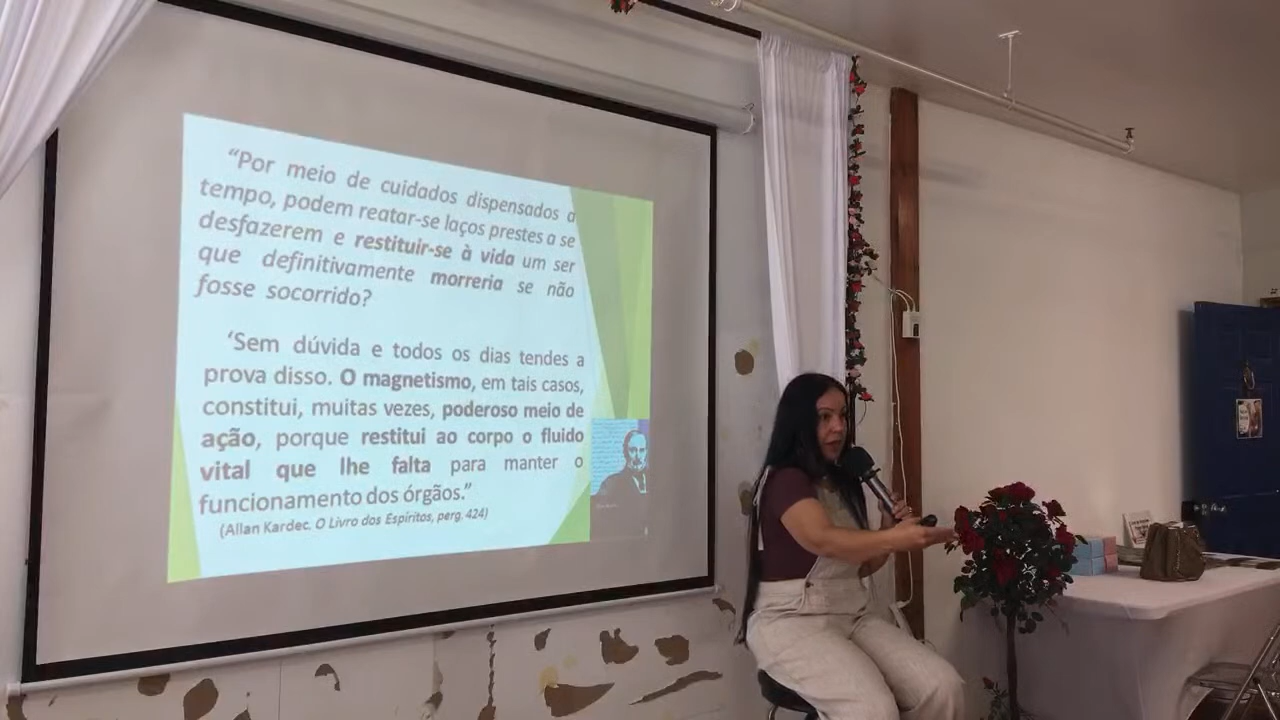 “Por meio de cuidados dispensados a
tempo, podem reatar-se laços prestes a se
desfazerem e restituir-se à vida um ser
que definitivamente morreria se não
fosse socorrido?
‘Sem dúvida e todos os dias tendes a
prova disso. O magnetismo, em tais casos,
constitui, muitas vezes, poderoso meio de
ação, porque restitui ao corpo o fluido
vital que lhe falta para manter o
funcionamento dos órgãos.”
(Allan Kardec. O Livro dos Espíritos, perg. 424)